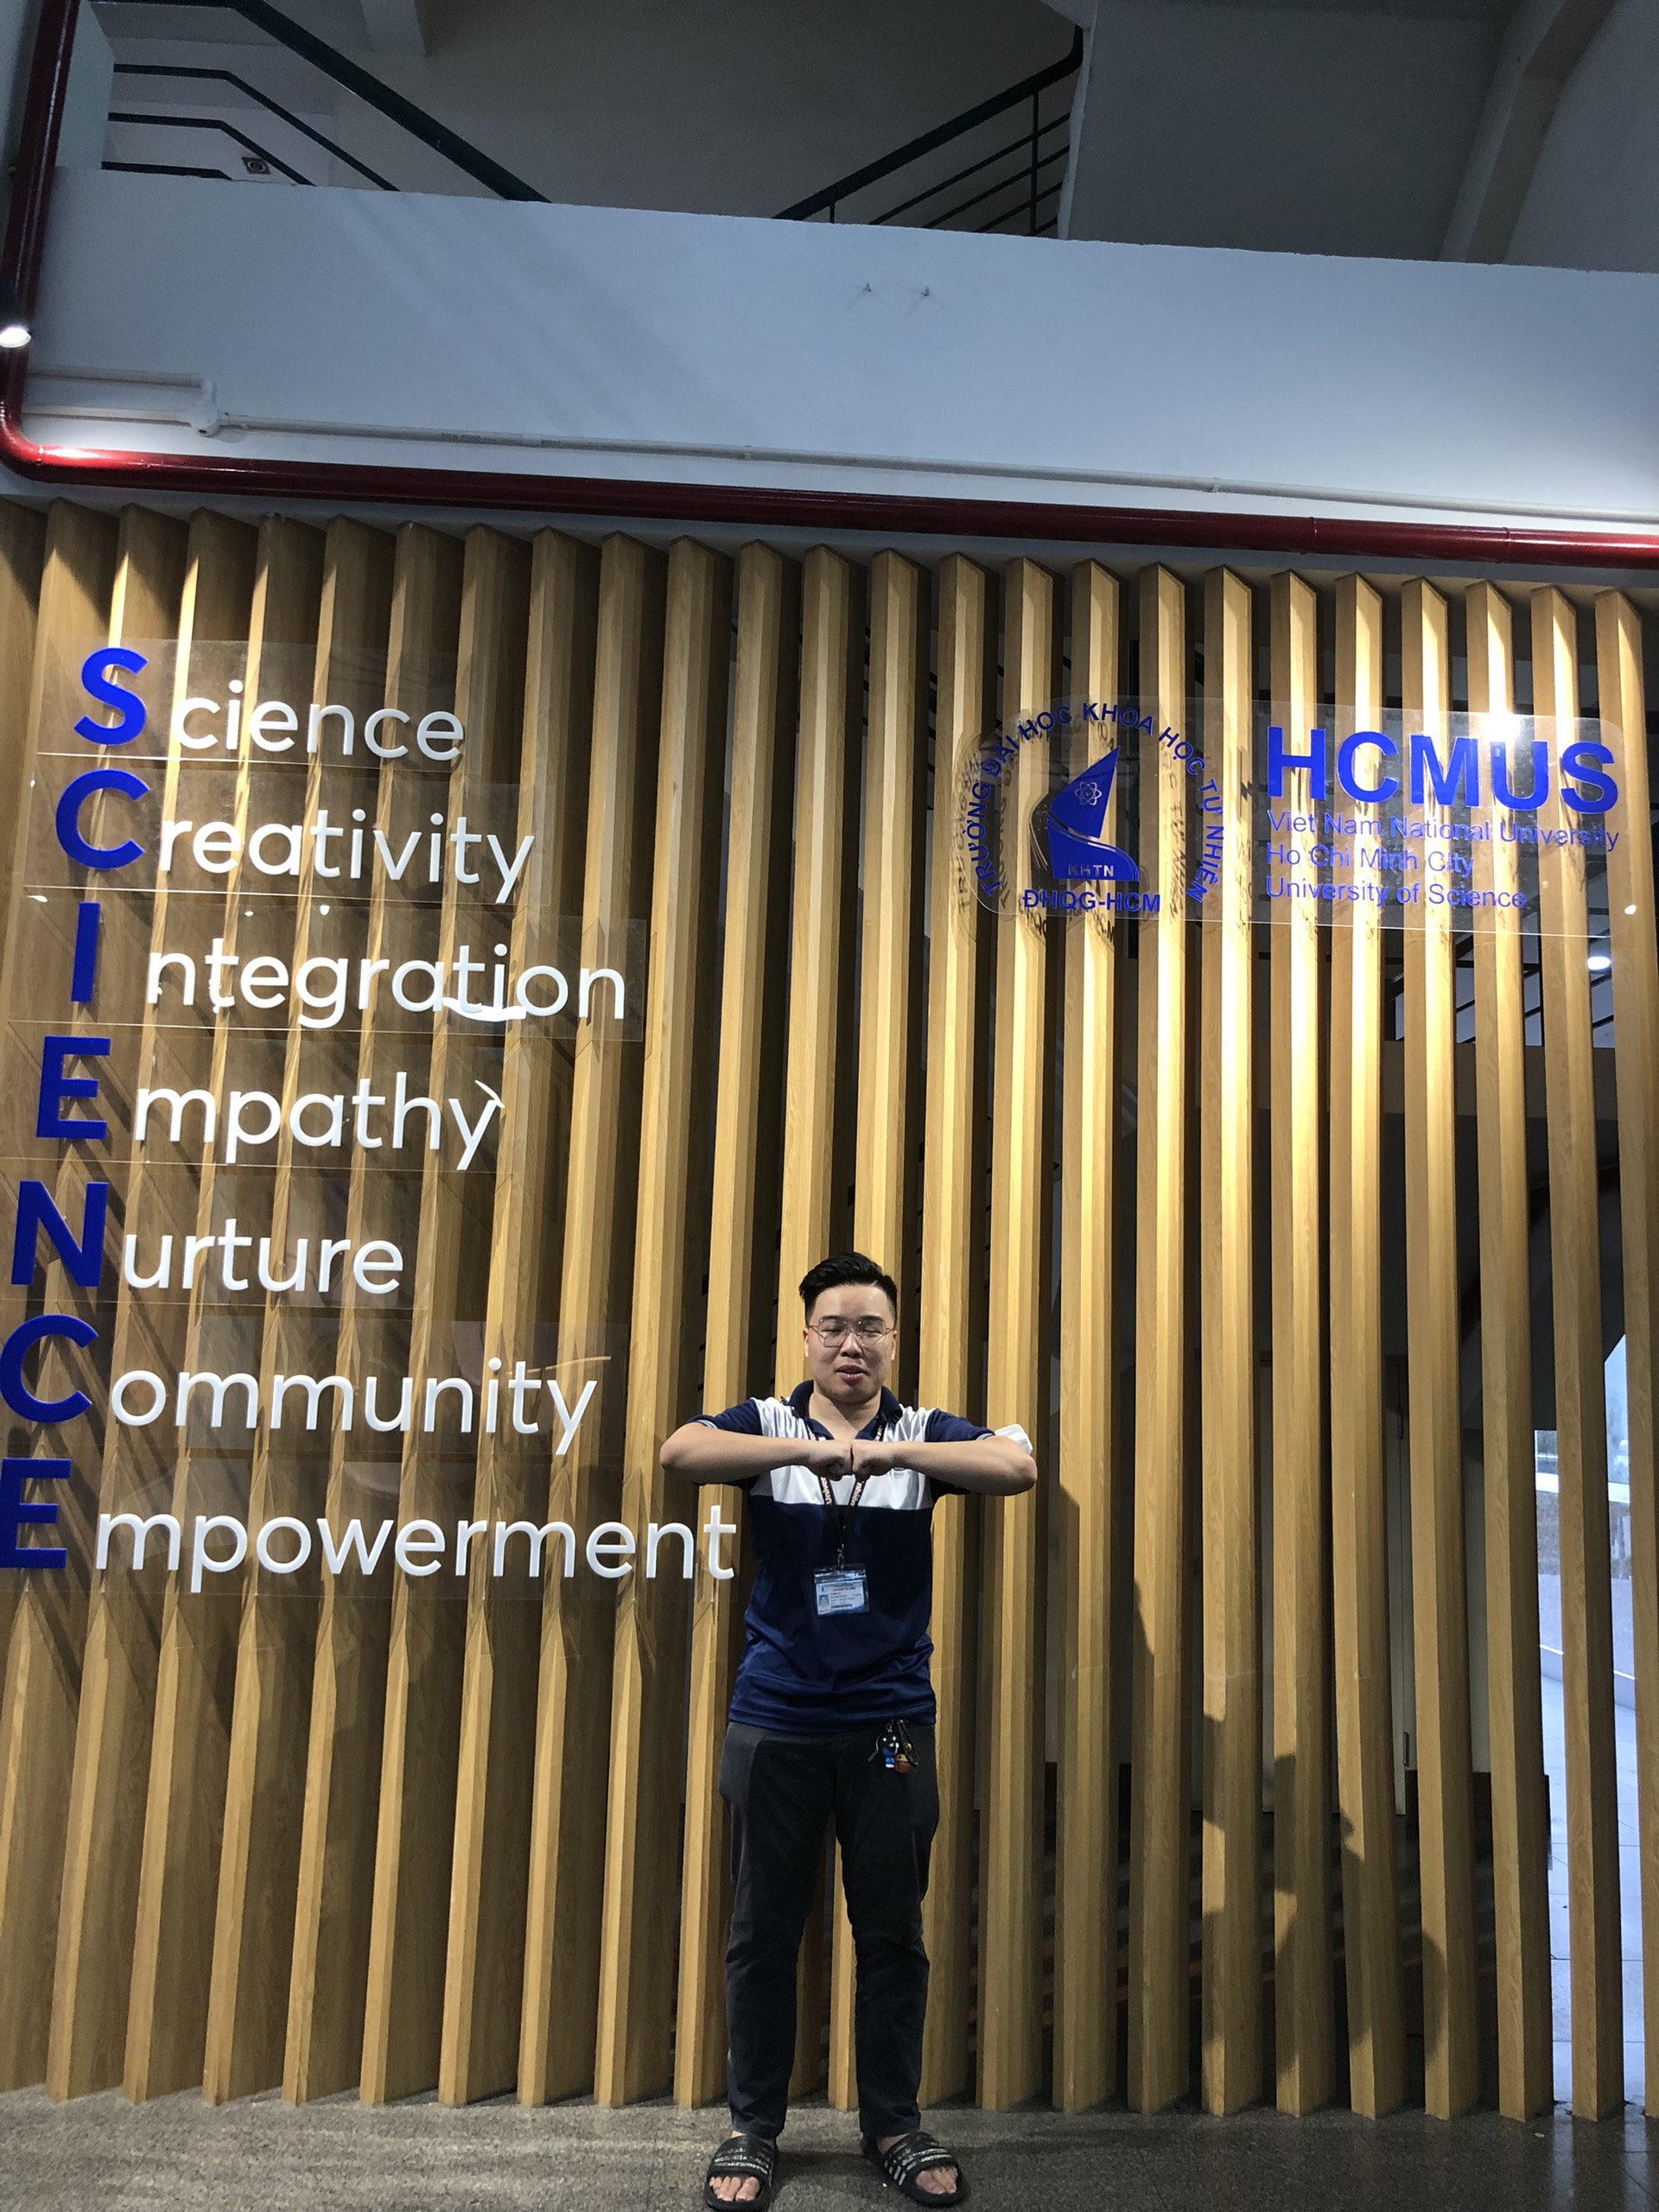 Science
Creativity
Integration
Empathy
Nurture
Community
Empowerment
TRƯỜNG ĐẠI HỌC KHOA HỌC TỰ NHIÊN
KHTN
ĐHQG-HCM
HCMUS
Viet Nam National University
Ho Chi Minh City
University of Science